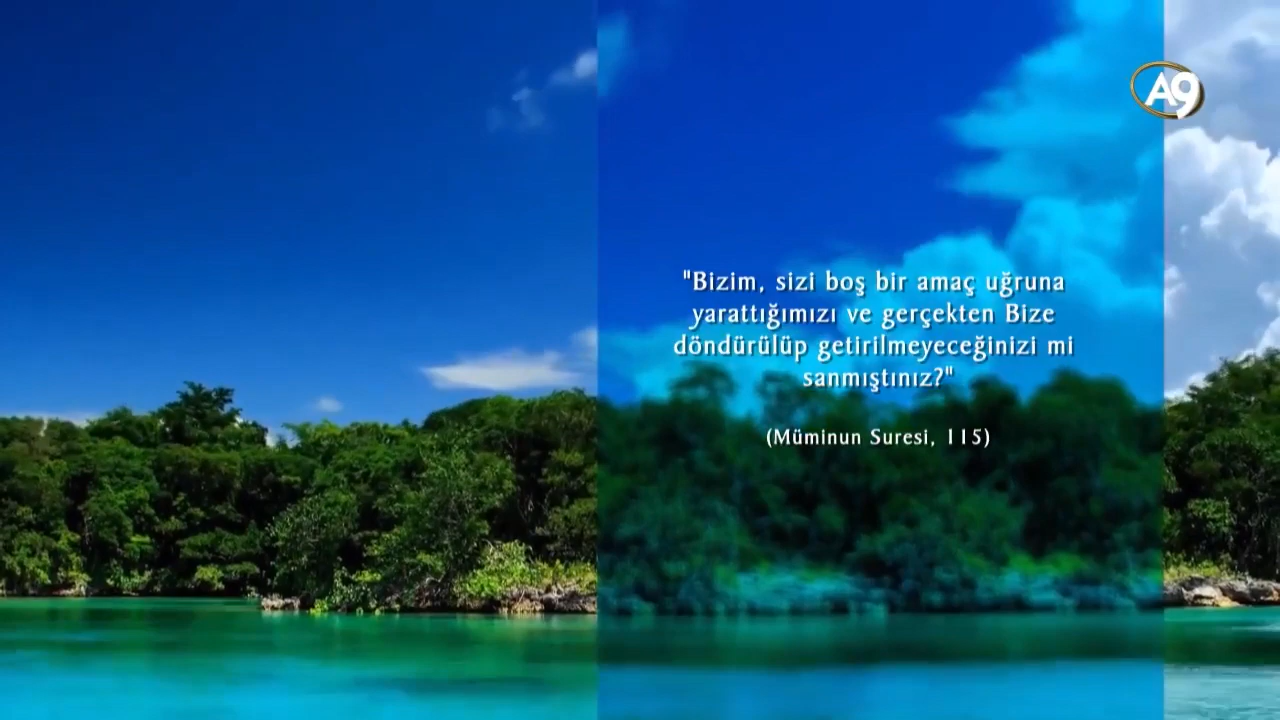 A9
"Bizim, sizi boş bir amaç uğruna
yarattığımızı ve gerçekten Bize
döndürülüp getirilmeyeceğinizi mi
sanmıştınız?"
(Müminun Suresi, 115)